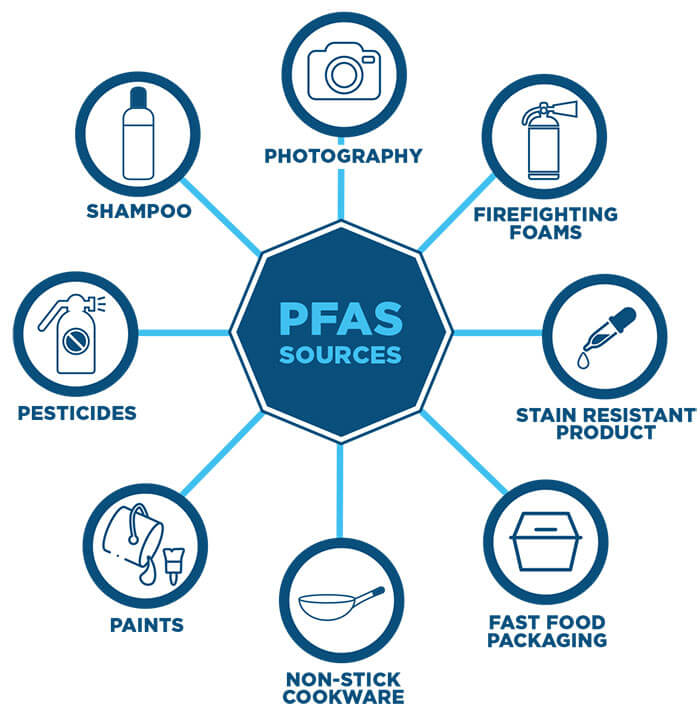 PHOTOGRAPHY
SHAMPOO
FIREFIGHTING
FOAMS
PFAS
SOURCES
PESTICIDES
STAIN RESISTANT
PRODUCT
PAINTS
FAST FOOD
PACKAGING
NON-STICK
COOKWARE